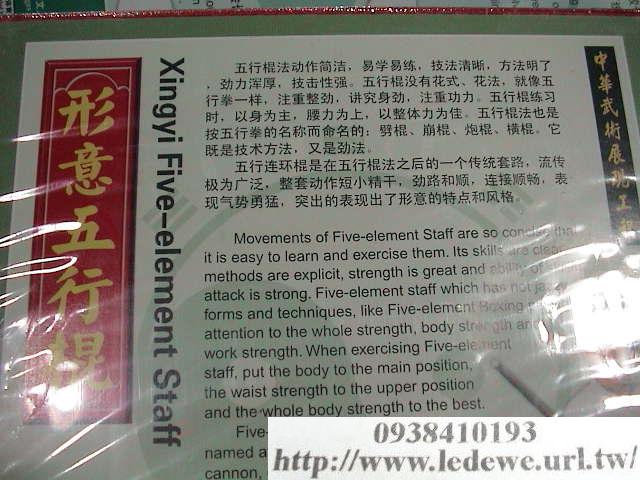 形意五行棍
Xingyi Five-element Staff
五行棍法动作简洁,易学易练,技法清晰,方法明了
,劲力浑厚,技击性强。五行棍没有花式、花法,就像五
行拳一样,注重整劲,讲究身劲,注重功力。五行棍练习
时,以身为主,腰力为上,以整体力为佳。五行棍法也是
按五行拳的名称而命名的:劈棍、崩棍、炮棍、横棍。它
既是技术方法,又是劲法。
五行连环棍是在五行棍法之后的一个传统套路,流传
极为广泛,整套动作短小精干,劲路和顺,连接顺畅,表
现气势勇猛,突出的表现出了形意的特点和风格。
Movements of Five-element Staff are so concise that
it is easy to learn and exercise them. Its skills are clear,
methods are explicit, strength is great and ability of
attack is strong. Five-element staff which has not jazzy
forms and techniques, like Five-element Boxing
attention to the whole strength, body strength and
work strength. When exercising Five-element
staff, put the body to the main position,
the waist strength to the upper position
and the whole body strength to the best.
Five-
named a
cannon,
中華武術展現工
0938410193
http://www.ledewe.url.tw/